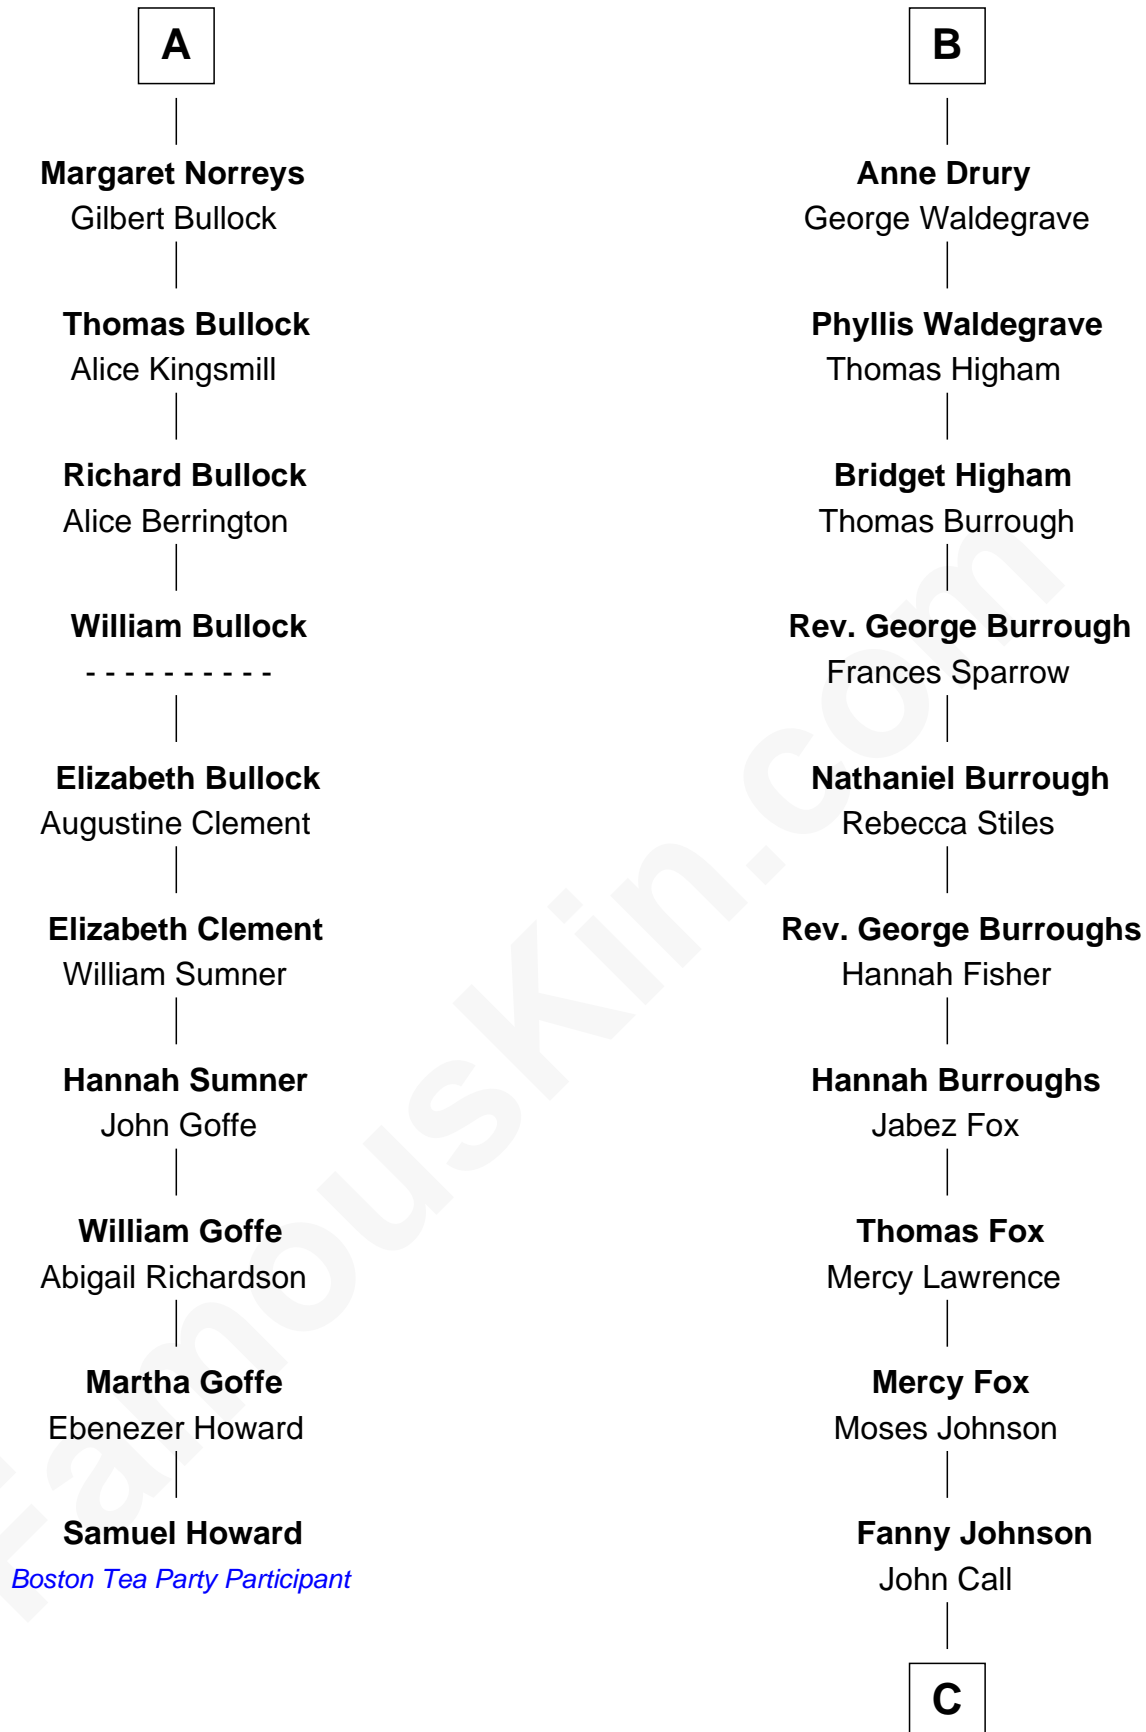 A
Margaret Norreys
Gilbert Bullock
Thomas Bullock
Alice Kingsmill
Richard Bullock
Alice Berrington
William Bullock
- - - - - - - - - -
Elizabeth Bullock
Augustine Clement
Elizabeth Clement
William Sumner
Hannah Sumner
John Goffe
William Goffe
Abigail Richardson
Martha Goffe
Ebenezer Howard
Samuel Howard
Boston Tea Party Participant
B
Anne Drury
George Waldegrave
Phyllis Waldegrave
Thomas Higham
Bridget Higham
Thomas Burrough
Rev. George Burrough
Frances Sparrow
Nathaniel Burrough
Rebecca Stiles
Rev. George Burroughs
Hannah Fisher
Hannah Burroughs
Jabez Fox
Thomas Fox
Mercy Lawrence
Mercy Fox
Moses Johnson
Fanny Johnson
John Call
C
FamousKin.com